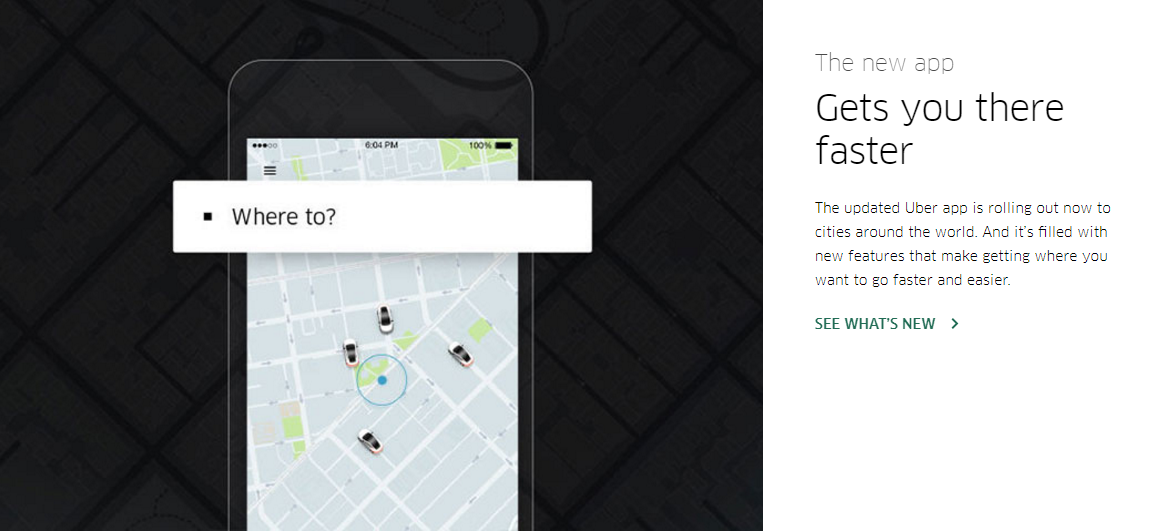 6:04 PM
100%
Where to?
The new app
Gets you there
faster
The updated Uber app is rolling out now to
cities around the world. And it's filled with
new features that make getting where you
want to go faster and easier.
SEE WHAT'S NEW